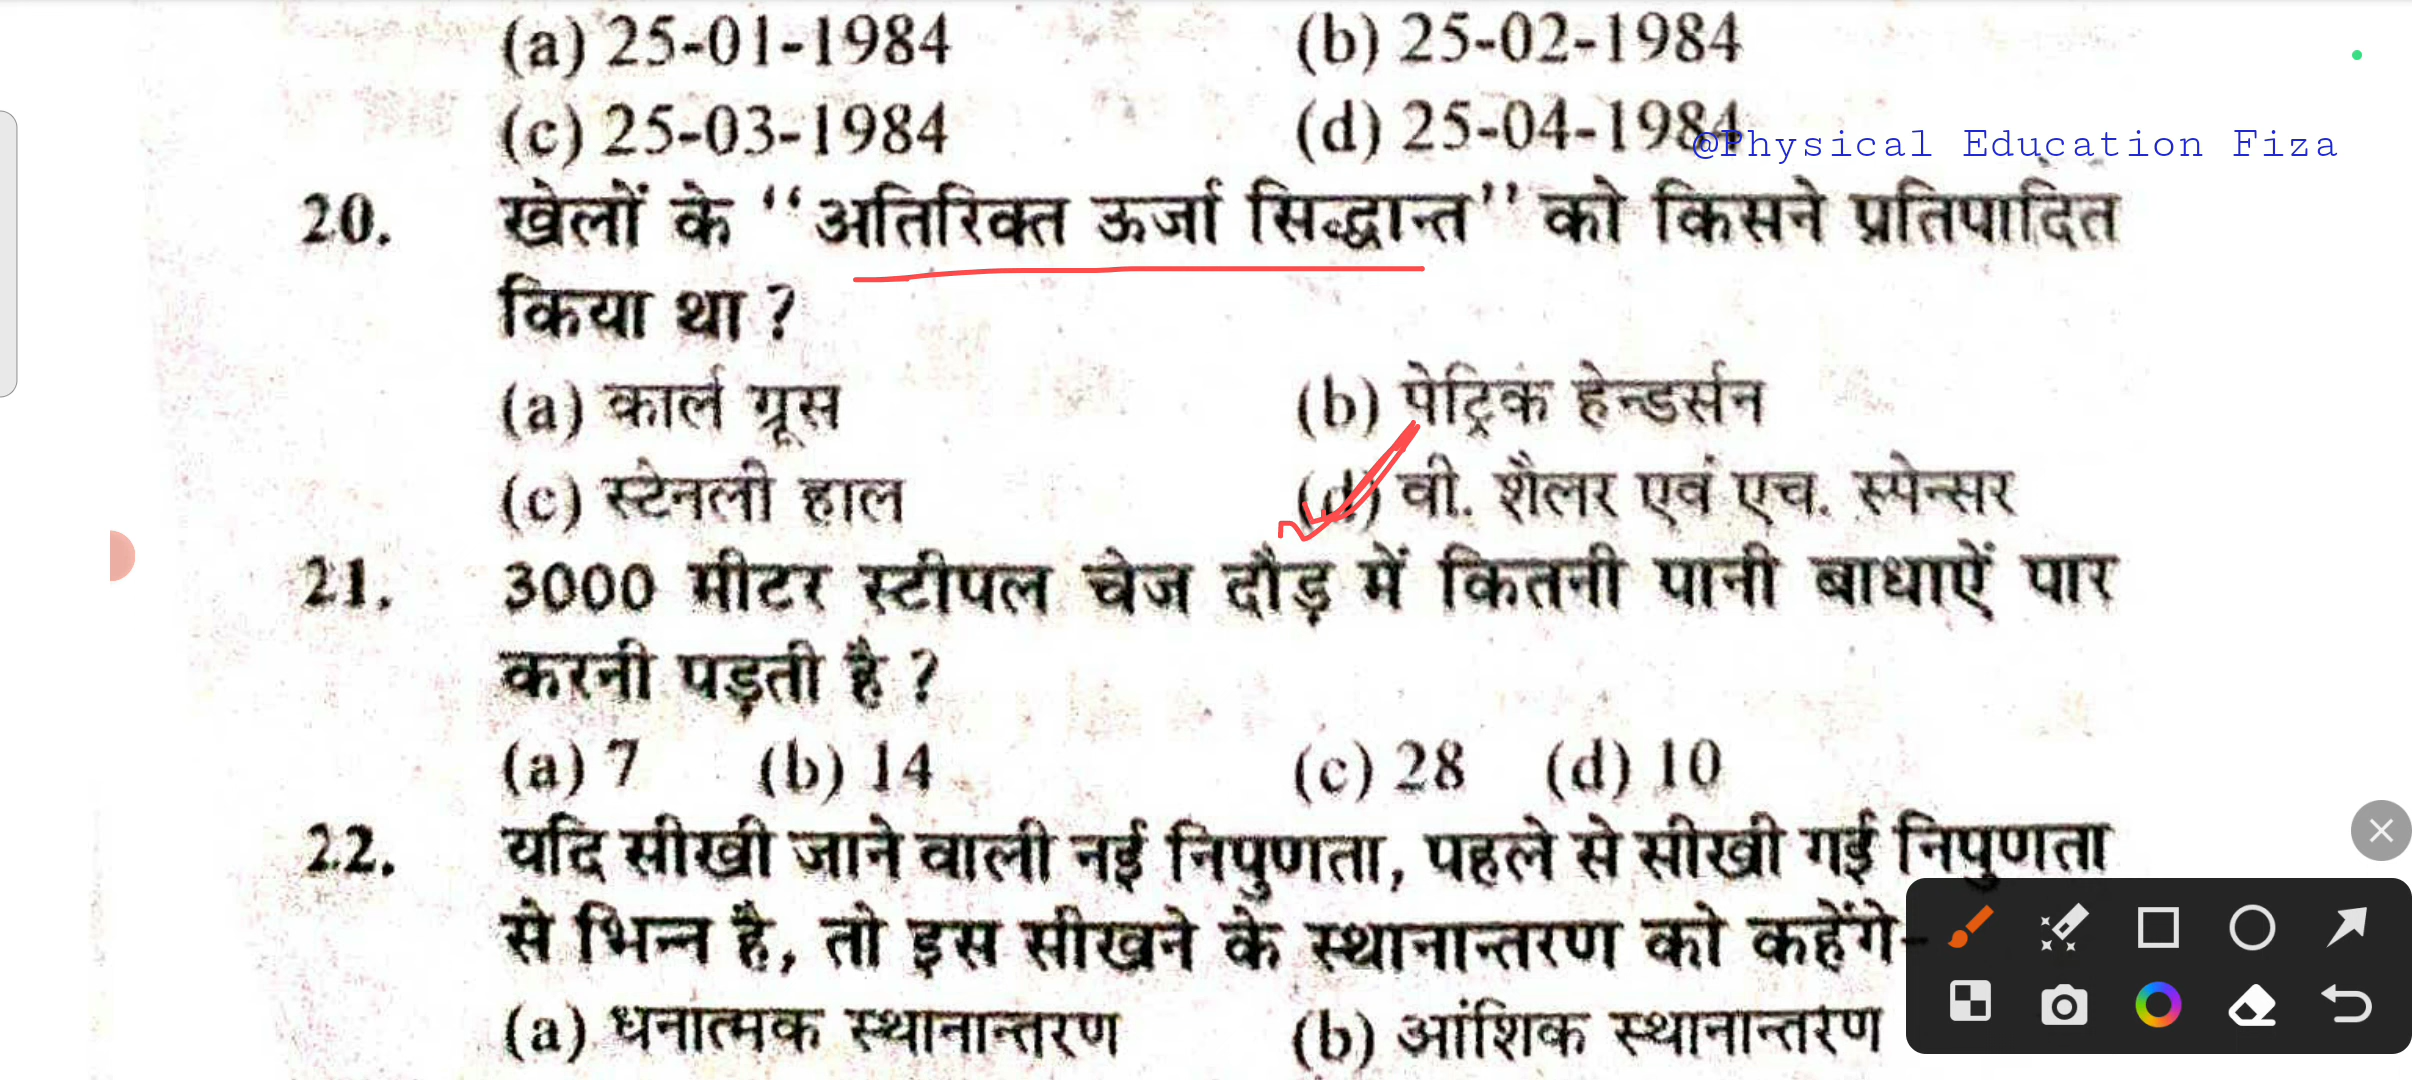 (a) 25-01-1984 (b) 25-02-1984
(c) 25-03-1984 (d) 25-04-1984
@Physical Education Fiza
20. खेलों के "अतिरिक्त ऊर्जा सिद्धान्त" को किसने प्रतिपादित
किया था ?
(a) कार्ल ग्रूस (b) पेट्रिक हेन्डर्सन
(c) स्टेनली हाल (d) वी. शैलर एवं एच. स्पेन्सर
21. 3000 मीटर स्टीपल चेज दौड़ में कितनी पानी बाधाऐं पार
करनी पड़ती है ?
(a) 7 (b) 14 (c) 28 (d) 10
22. यदि सीखी जाने वाली नई निपुणता, पहले से सीखी गई निपुणता
से भिन्न है, तो इस सीखने के स्थानान्तरण को कहेंगे-
(a) धनात्मक स्थानान्तरण (b) आंशिक स्थानान्तरण